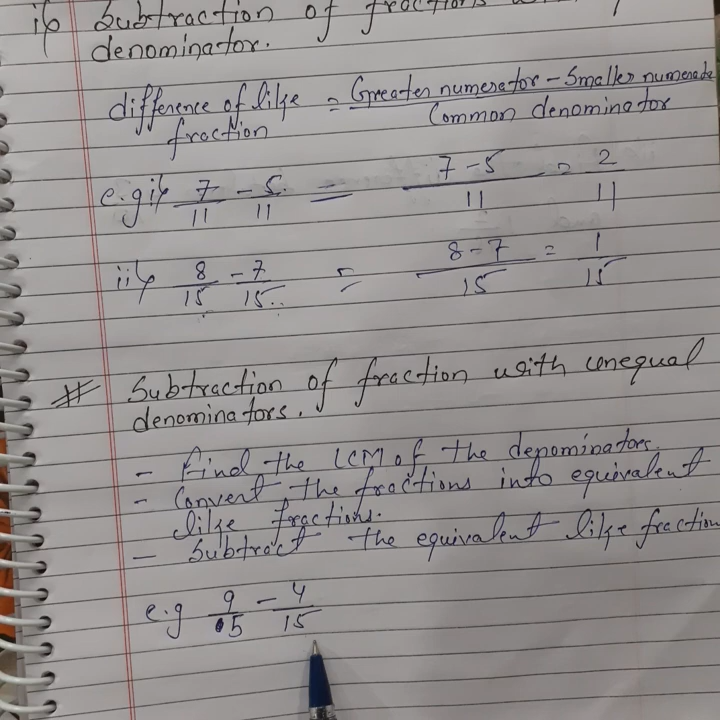 ii) Subtraction of fractions
denominator.
difference of like fraction = Greater numerator - Smaller numerator / Common denominator
e.g i) 7/11 - 5/11 = 7-5/11 = 2/11
ii) 8/15 - 7/15 = 8-7/15 = 1/15
# Subtraction of fraction with unequal
denominators.
- Find the LCM of the denominators.
- Convert the fractions into equivalent
like fractions.
- Subtract the equivalent like fraction
e.g 9/5 - 4/15